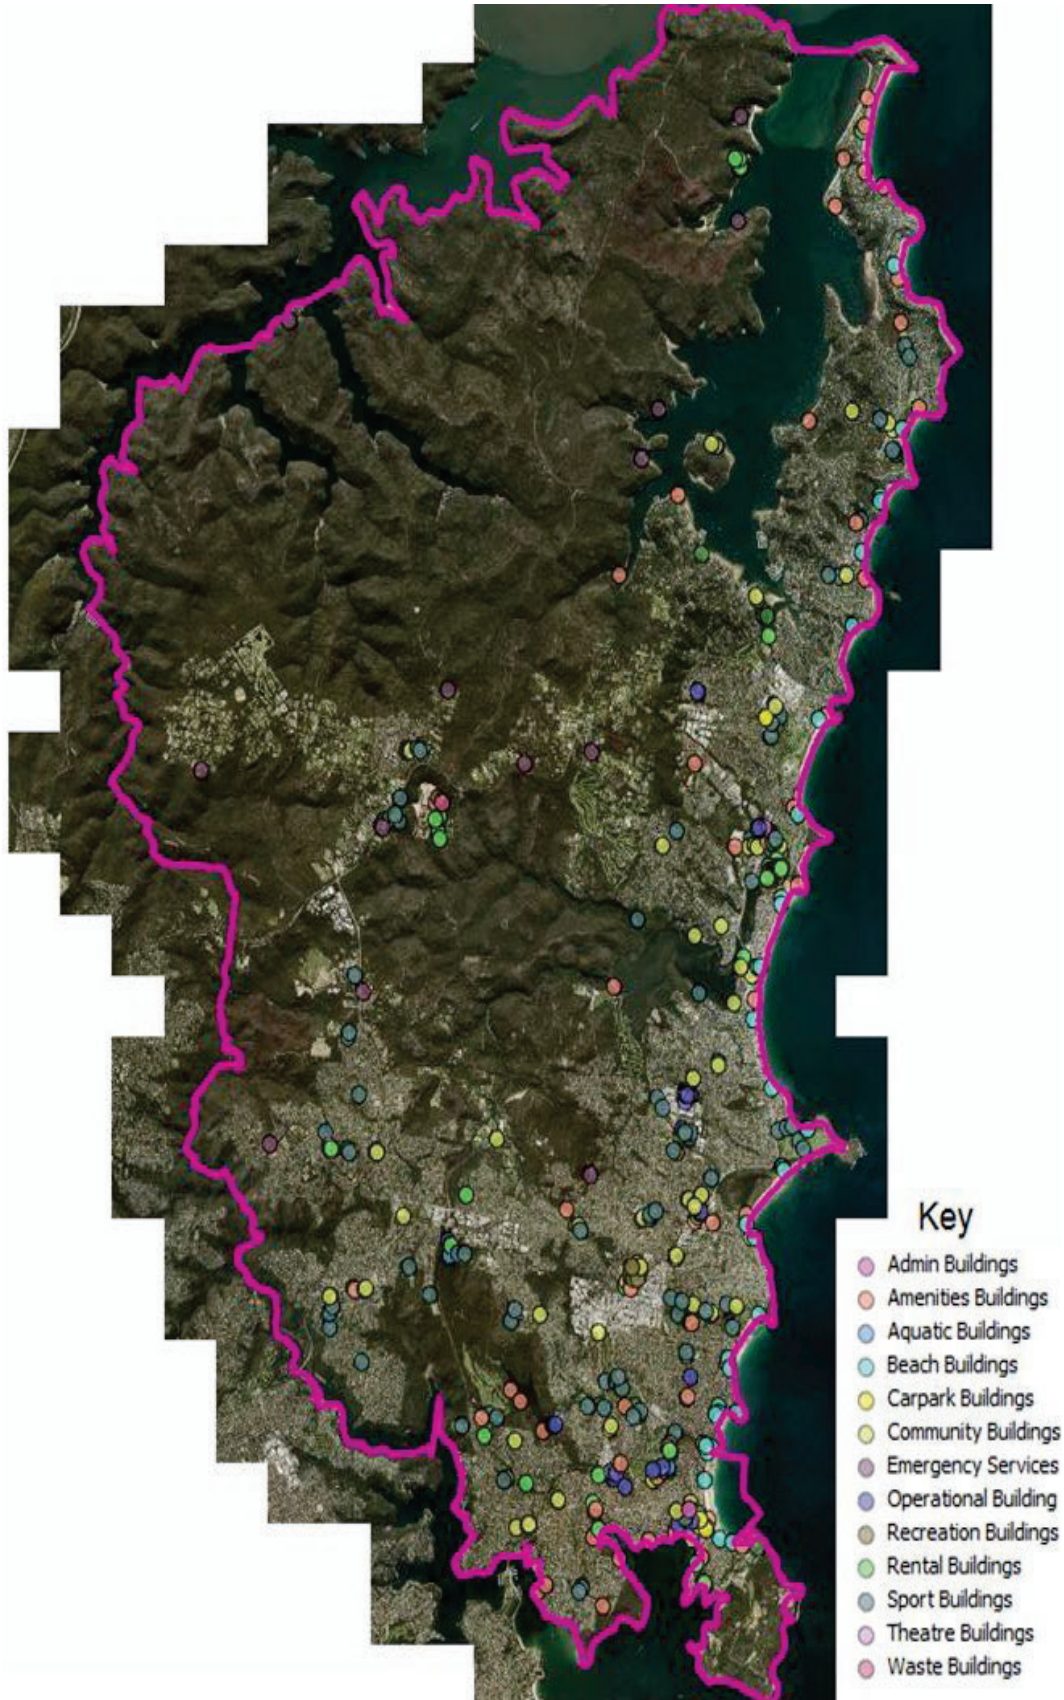 Key
Admin Buildings
Amenities Buildings
Aquatic Buildings
Beach Buildings
Carpark Buildings
Community Buildings
Emergency Services
Operational Building
Recreation Buildings
Rental Buildings
Sport Buildings
Theatre Buildings
Waste Buildings